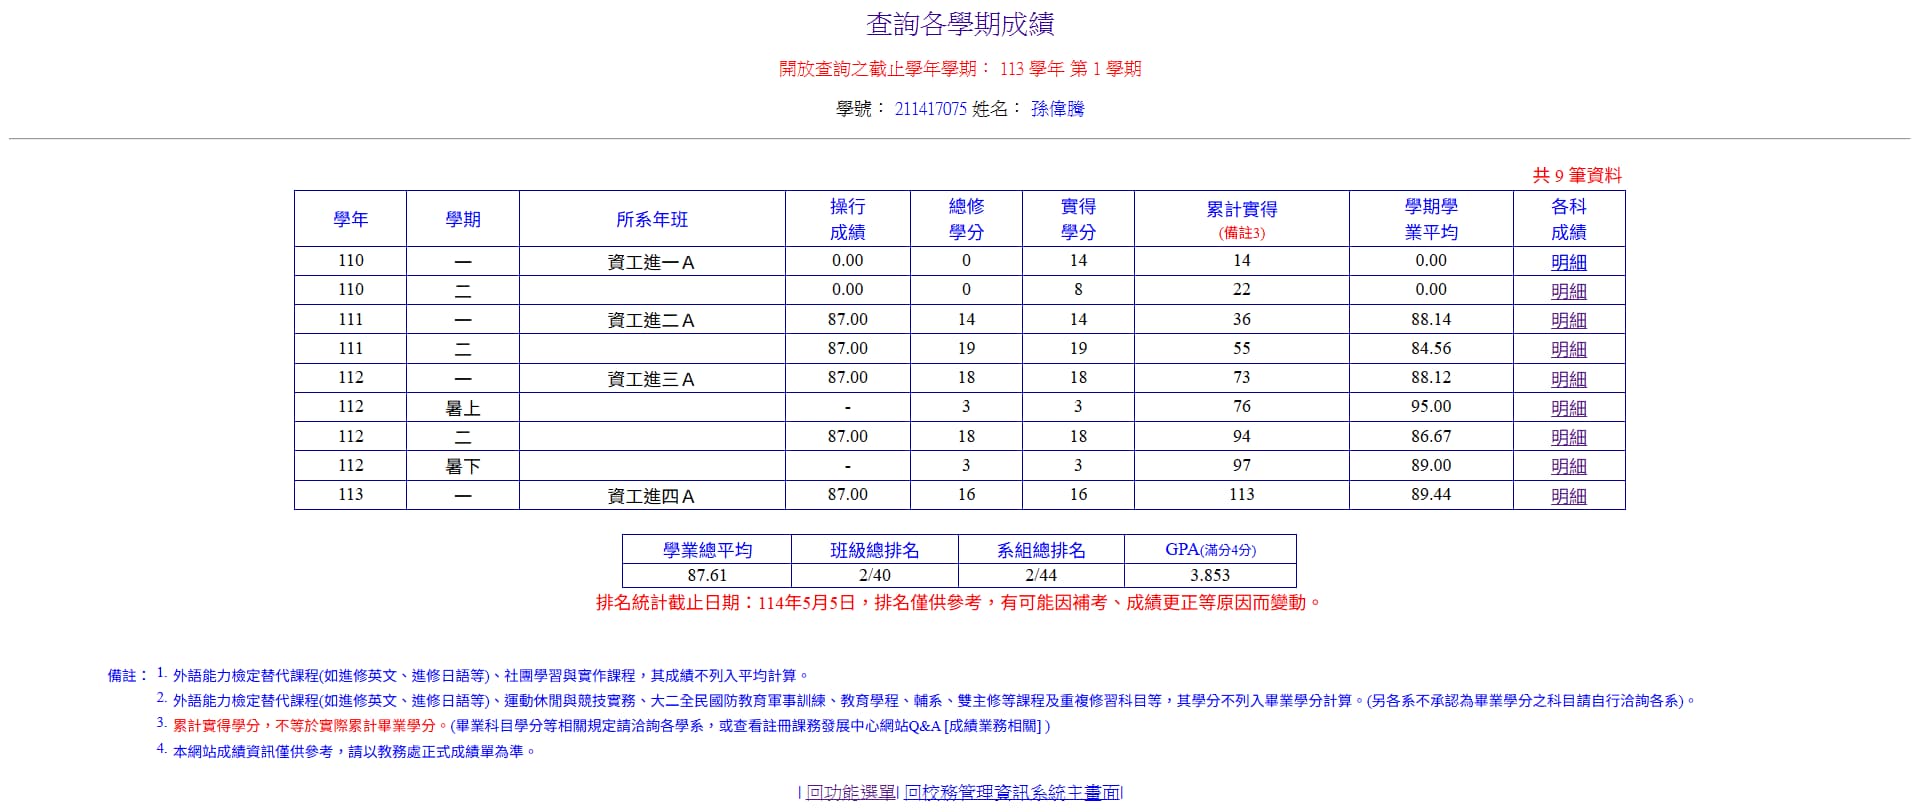 查詢各學期成績
開放查詢之截止學年學期： 113 學年 第 1 學期
學號： 211417075 姓名： 孫偉騰
共 9 筆資料
學年 學期 所系年班 操行成績 總修學分 實得學分 累計實得(備註3) 學期學業平均 各科成績
110 一 資工進一A 0.00 0 14 14 0.00 明細
110 二 0.00 0 8 22 0.00 明細
111 一 資工進二A 87.00 14 14 36 88.14 明細
111 二 87.00 19 19 55 84.56 明細
112 一 資工進三A 87.00 18 18 73 88.12 明細
112 暑上 - 3 3 76 95.00 明細
112 二 87.00 18 18 94 86.67 明細
112 暑下 - 3 3 97 89.00 明細
113 一 資工進四A 87.00 16 16 113 89.44 明細
學業總平均 班級總排名 系組總排名 GPA(滿分4分)
87.61 2/40 2/44 3.853
排名統計截止日期：114年5月5日，排名僅供參考，有可能因補考、成績更正等原因而變動。
備註： 1. 外語能力檢定替代課程(如進修英文、進修日語等)、社團學習與實作課程，其成績不列入平均計算。
2. 外語能力檢定替代課程(如進修英文、進修日語等)、運動休閒與競技實務、大二全民國防教育軍事訓練、教育學程、輔系、雙主修等課程及重複修習科目等，其學分不列入畢業學分計算。(另各系不承認為畢業學分之科目請自行洽詢各系)。
3. 累計實得學分，不等於實際累計畢業學分。(畢業科目學分等相關規定請洽詢各學系，或查看註冊課務發展中心網站Q&A [成績業務相關] )
4. 本網站成績資訊僅供參考，請以教務處正式成績單為準。
| 回功能選單| 回校務管理資訊系統主畫面|